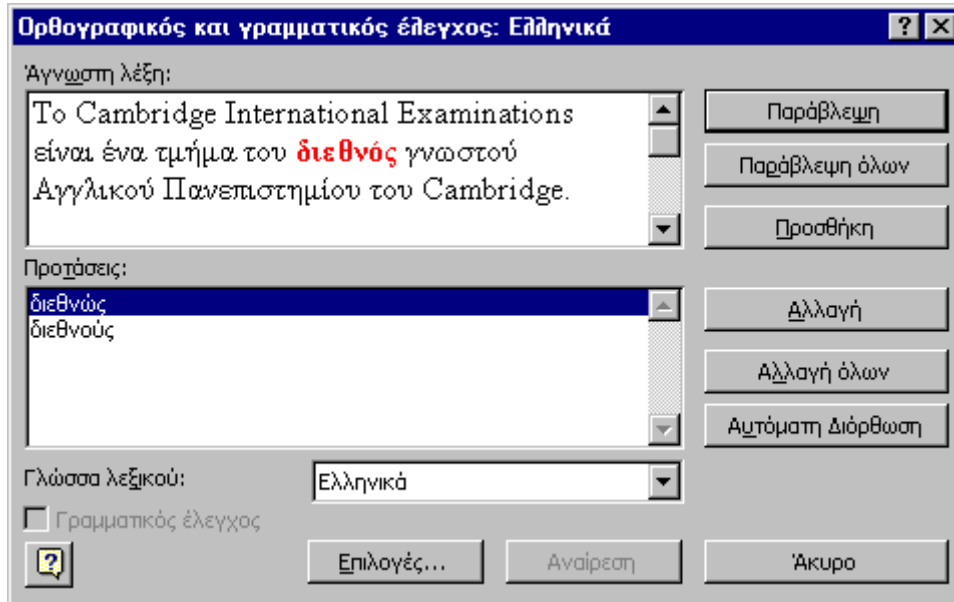 Ορθογραφικός και γραμματικός έλεγχος: Ελληνικά
Άγνωστη λέξη:
Το Cambridge International Examinations
είναι ένα τμήμα του διεθνός γνωστού
Αγγλικού Πανεπιστημίου του Cambridge.
Παράβλεψη
Παράβλεψη όλων
Προσθήκη
Προτάσεις:
διεθνώς
διεθνούς
Αλλαγή
Αλλαγή όλων
Αυτόματη Διόρθωση
Γλώσσα λεξικού:
Ελληνικά
Γραμματικός έλεγχος
Επιλογές...
Αναίρεση
Άκυρο